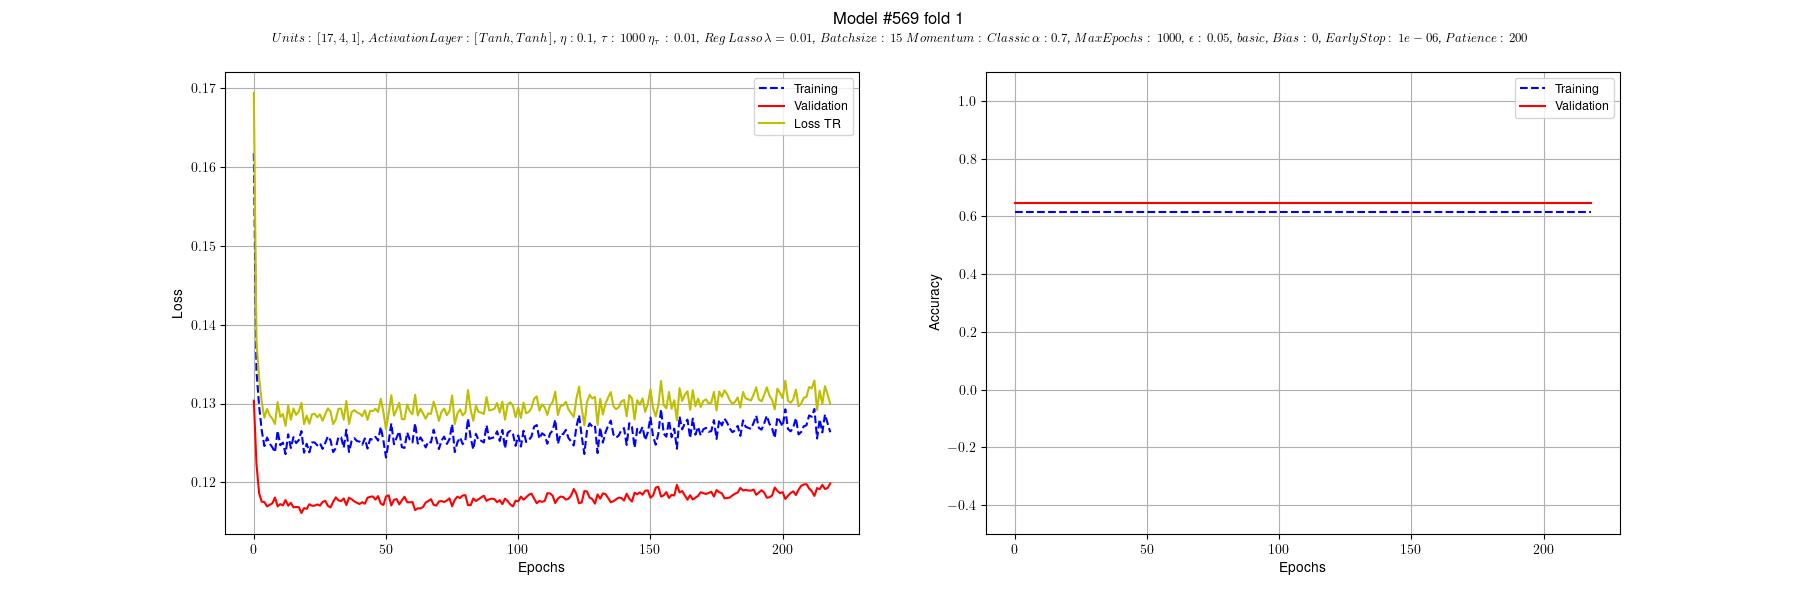 Model #569 fold 1
Units : [17, 4, 1], ActivationLayer : [Tanh, Tanh], η : 0.1, τ : 1000 η_τ : 0.01, Reg Lasso λ = 0.01, Batchsize : 15 Momentum : Classic α : 0.7, MaxEpochs : 1000, ϵ : 0.05, basic, Bias : 0, EarlyStop : 1e − 06, Patience : 200
0.17
0.16
0.15
0.14
0.13
0.12
Loss
Training
Validation
Loss TR
0
50
100
150
200
Epochs
1.0
0.8
0.6
0.4
0.2
0.0
−0.2
−0.4
Accuracy
Training
Validation
0
50
100
150
200
Epochs